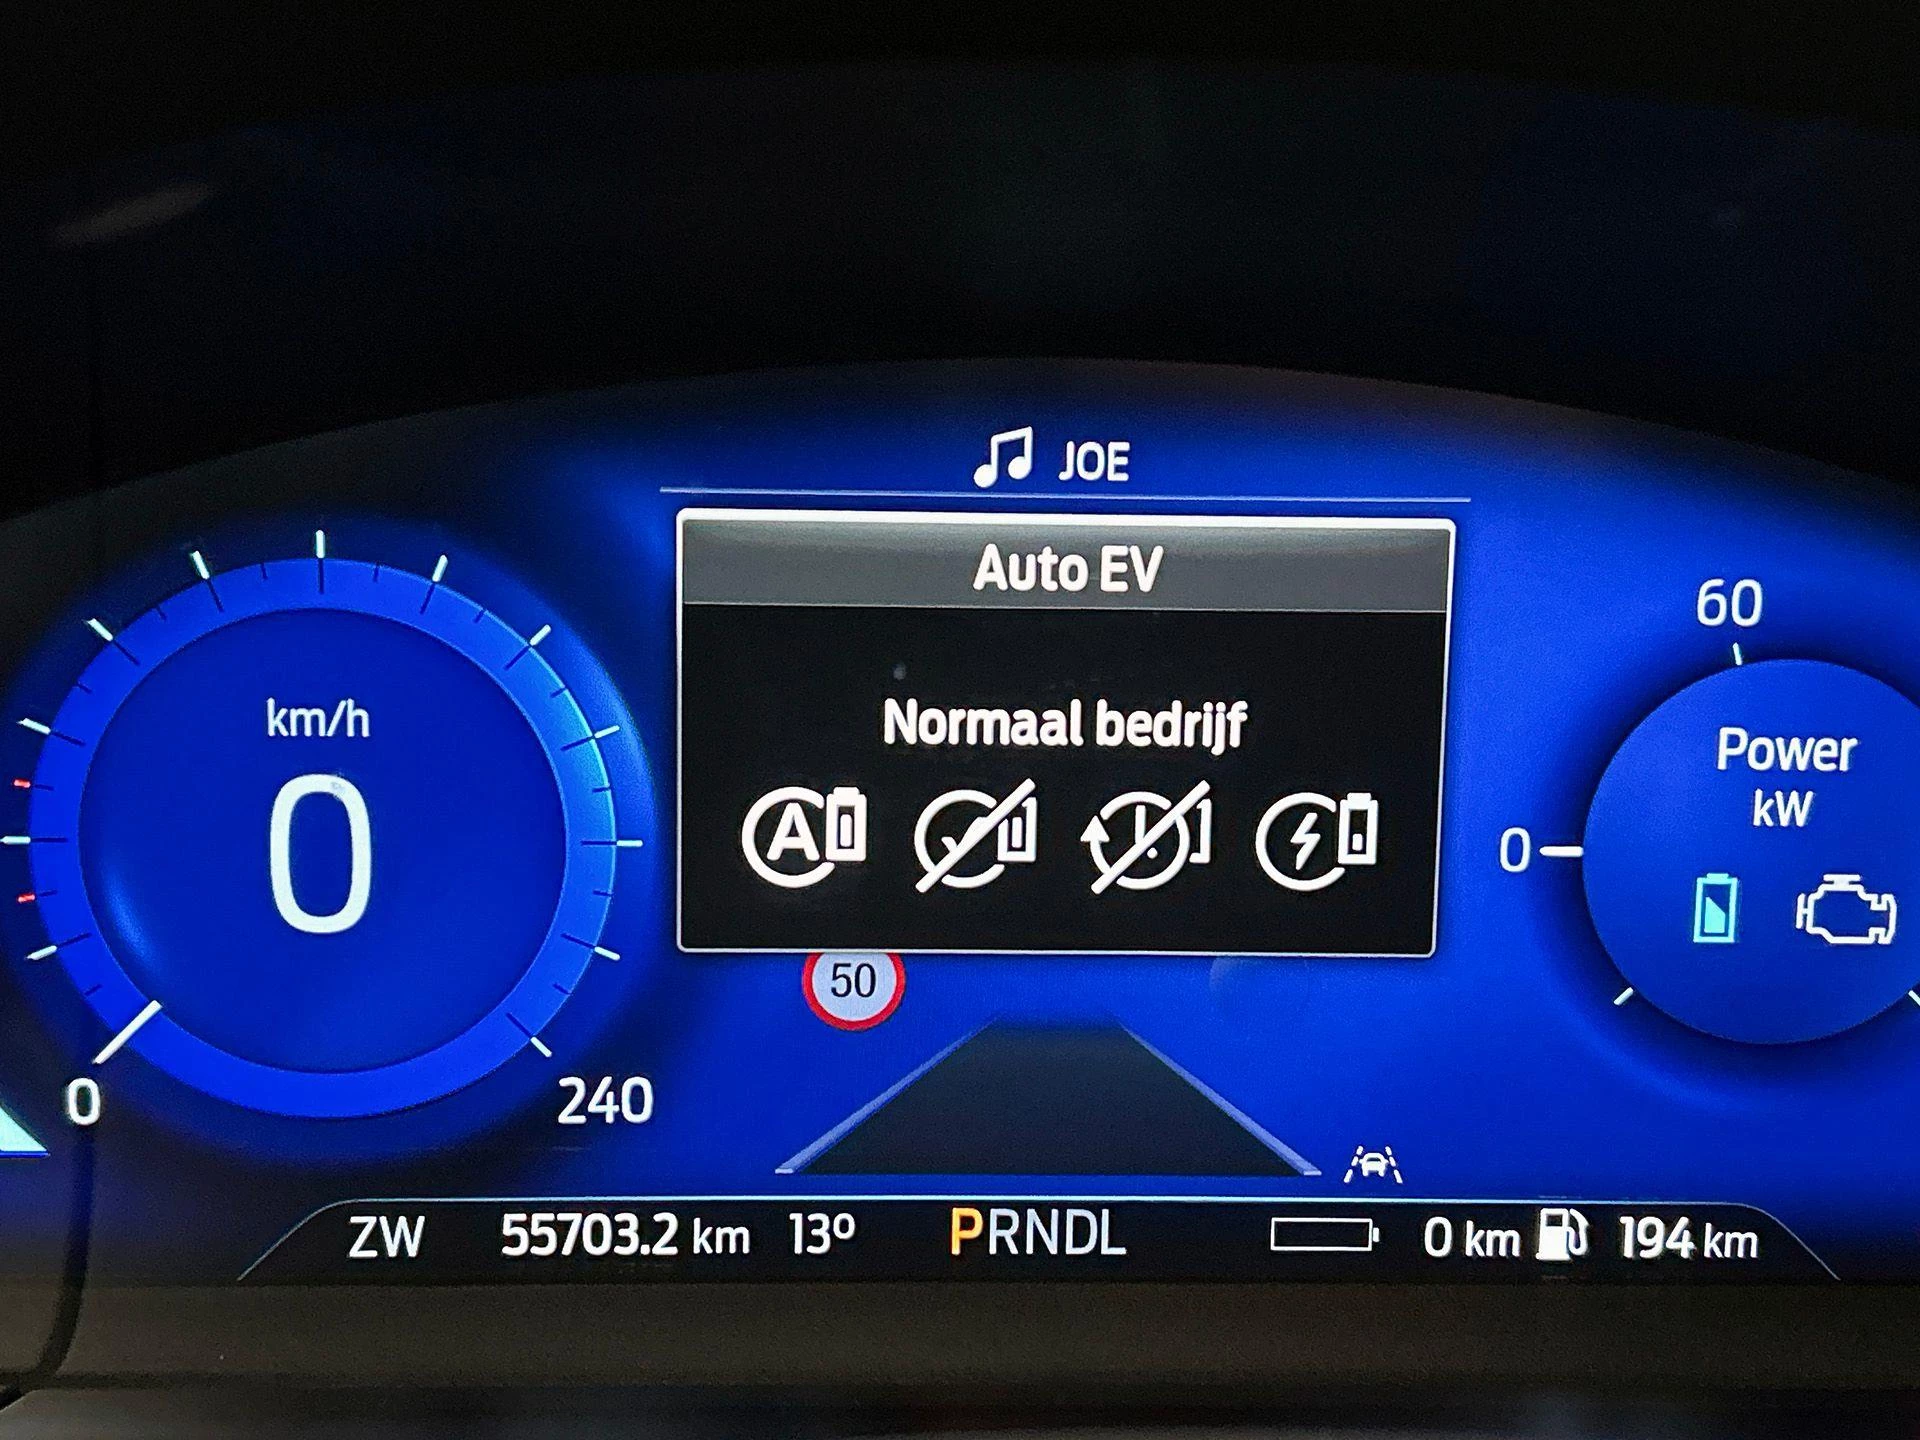 JOE
Auto EV
Normaal bedrijf
A
km/h
0
0
240
50
60
Power
kW
0
ZW 55703.2 km 13º PRNDL 0 km 194 km